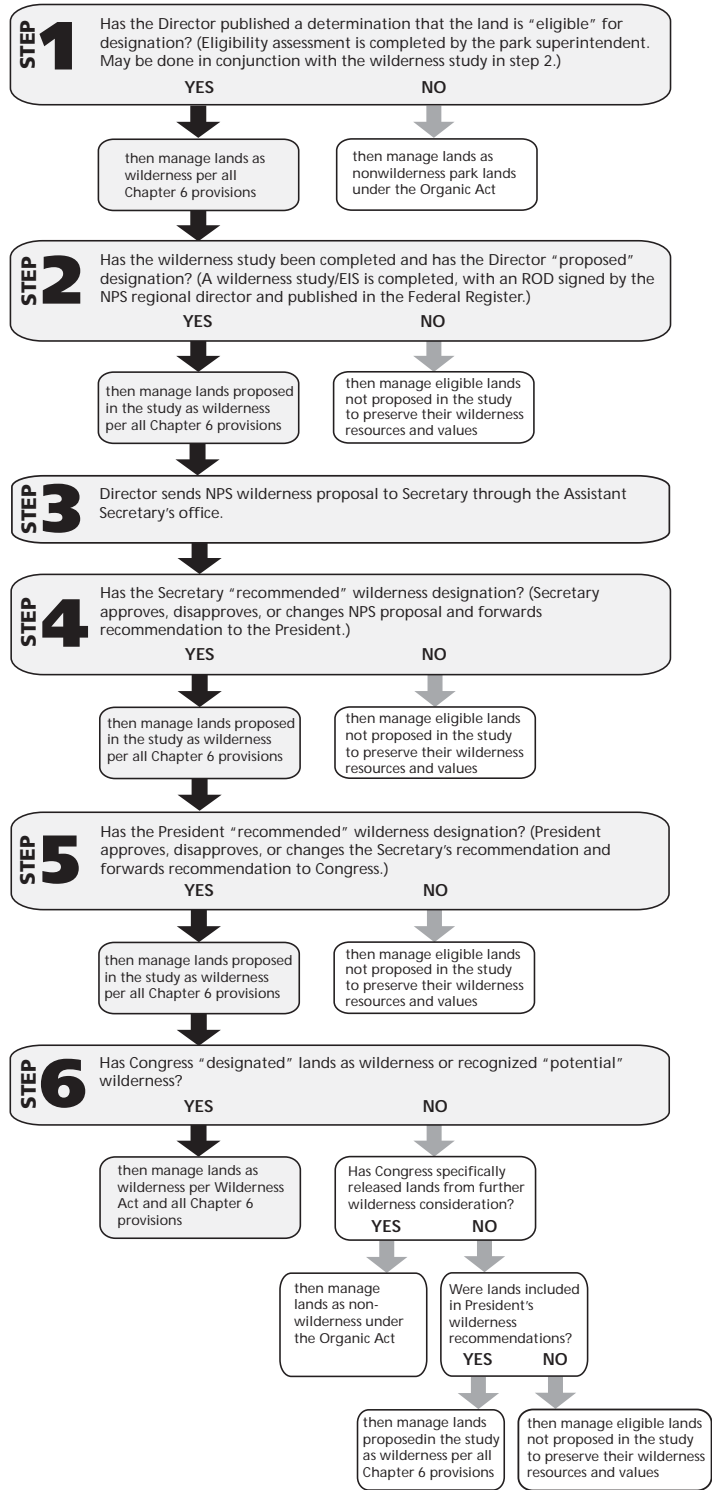 STEP 1
Has the Director published a determination that the land is “eligible” for
designation? (Eligibility assessment is completed by the park superintendent.
May be done in conjunction with the wilderness study in step 2.)
YES NO
then manage lands as
wilderness per all
Chapter 6 provisions
then manage lands as
nonwilderness park lands
under the Organic Act
STEP 2
Has the wilderness study been completed and has the Director “proposed”
designation? (A wilderness study/EIS is completed, with an ROD signed by the
NPS regional director and published in the Federal Register.)
YES NO
then manage lands proposed
in the study as wilderness
per all Chapter 6 provisions
then manage eligible lands
not proposed in the study
to preserve their wilderness
resources and values
STEP 3
Director sends NPS wilderness proposal to Secretary through the Assistant
Secretary’s office.
STEP 4
Has the Secretary “recommended” wilderness designation? (Secretary
approves, disapproves, or changes NPS proposal and forwards
recommendation to the President.)
YES NO
then manage lands proposed
in the study as wilderness
per all Chapter 6 provisions
then manage eligible lands
not proposed in the study
to preserve their wilderness
resources and values
STEP 5
Has the President “recommended” wilderness designation? (President
approves, disapproves, or changes the Secretary’s recommendation and
forwards recommendation to Congress.)
YES NO
then manage lands proposed
in the study as wilderness
per all Chapter 6 provisions
then manage eligible lands
not proposed in the study
to preserve their wilderness
resources and values
STEP 6
Has Congress “designated” lands as wilderness or recognized “potential”
wilderness?
YES NO
then manage lands as
wilderness per Wilderness
Act and all Chapter 6
provisions
Has Congress specifically
released lands from further
wilderness consideration?
YES NO
then manage
lands as non-
wilderness under
the Organic Act
Were lands included
in President’s
wilderness
recommendations?
YES NO
then manage lands
proposedin the study
as wilderness per all
Chapter 6 provisions
then manage eligible lands
not proposed in the study
to preserve their wilderness
resources and values